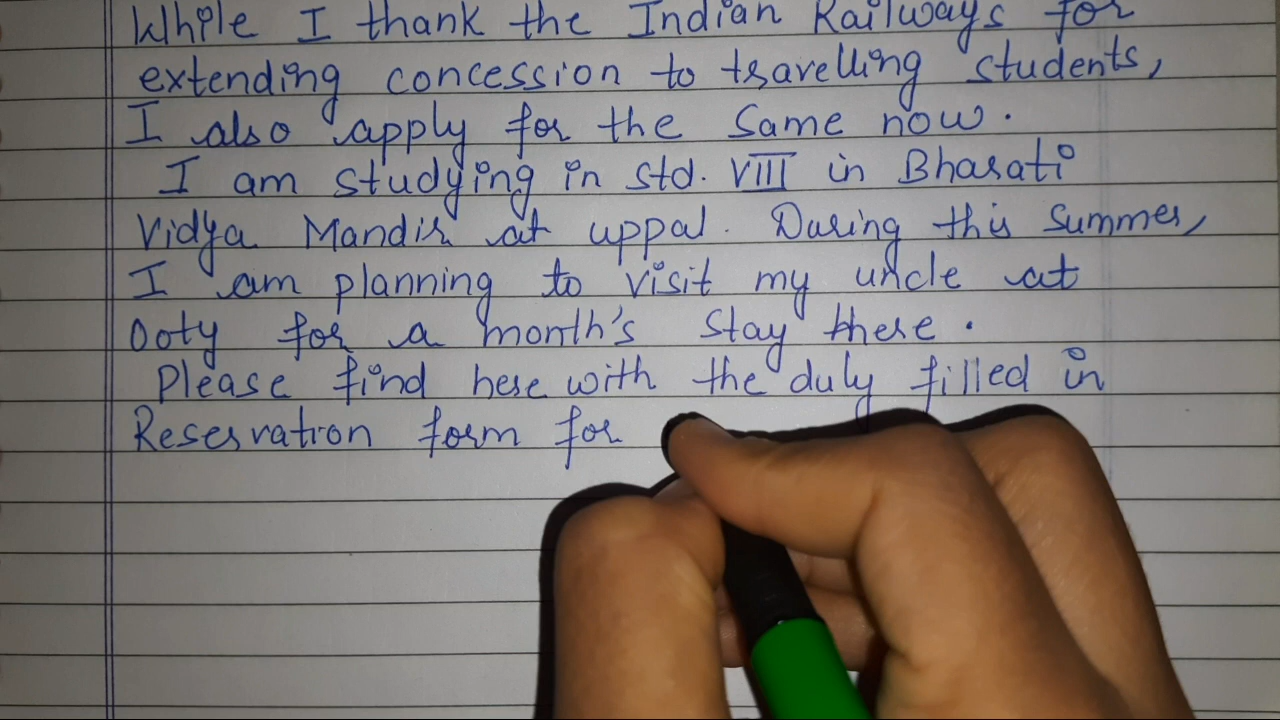 While I thank the Indian Railways for
extending concession to travelling students,
I also apply for the same now.
I am studying in std. VIII in Bharati
Vidya Mandir at uppal. During this summer,
I am planning to visit my uncle at
Ooty for a month's stay there.
Please find here with the duly filled in
Reservation form for